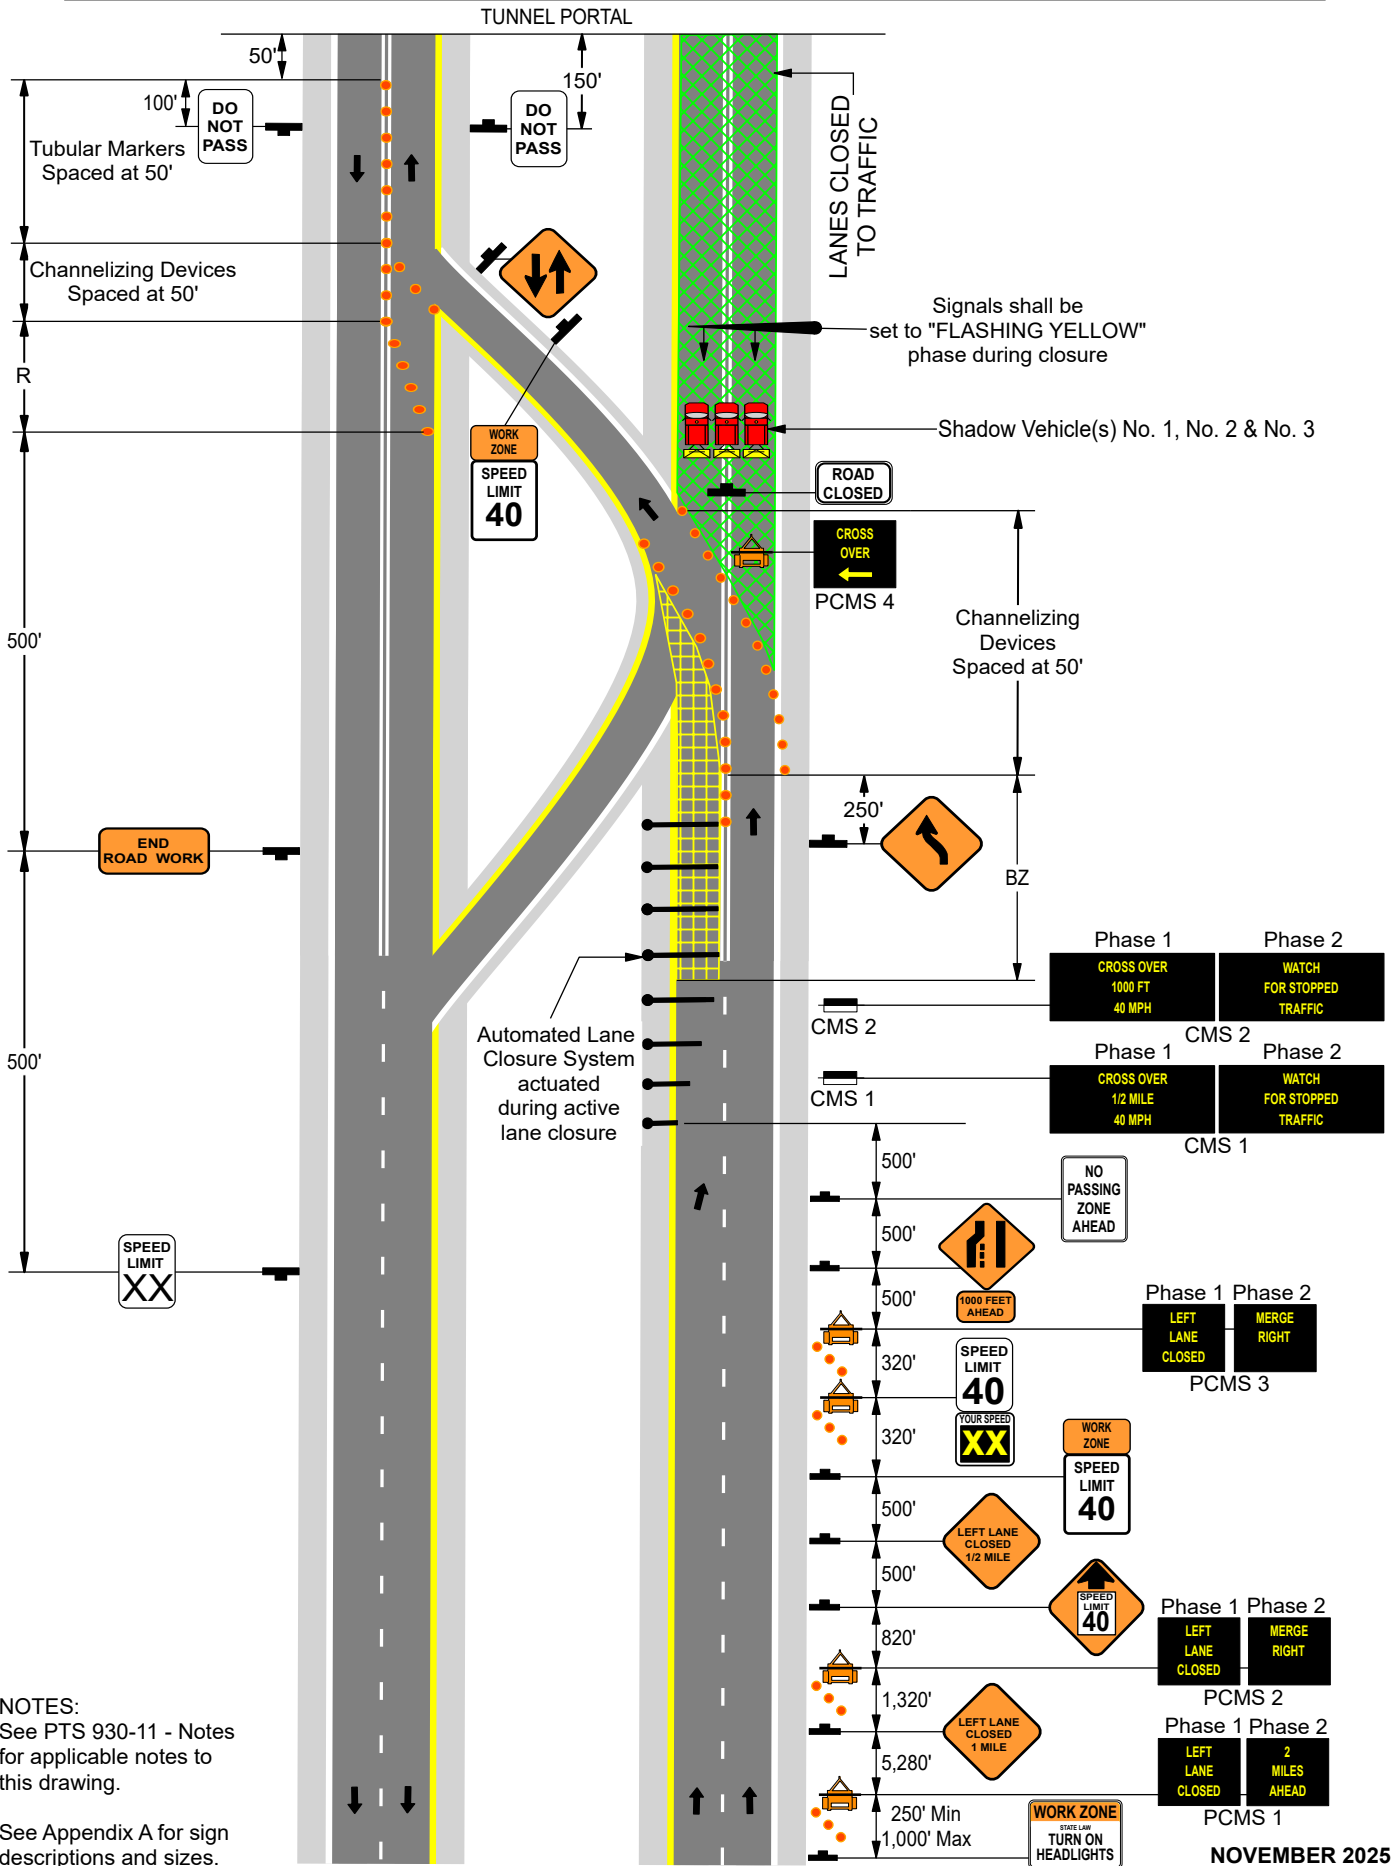 TUNNEL PORTAL
50'
150'
100'
DO
NOT
PASS
DO
NOT
PASS
Tubular Markers
Spaced at 50'
LANES CLOSED
TO TRAFFIC
Channelizing Devices
Spaced at 50'
Signals shall be
set to "FLASHING YELLOW"
phase during closure
R
Shadow Vehicle(s) No. 1, No. 2 & No. 3
WORK
ZONE
SPEED
LIMIT
40
ROAD
CLOSED
CROSS
OVER
PCMS 4
500'
Channelizing
Devices
Spaced at 50'
250'
END
ROAD WORK
BZ
Phase 1
Phase 2
CROSS OVER
1000 FT
40 MPH
WATCH
FOR STOPPED
TRAFFIC
CMS 2
CMS 2
Automated Lane
Closure System
actuated
during active
lane closure
500'
Phase 1
Phase 2
CROSS OVER
1/2 MILE
40 MPH
WATCH
FOR STOPPED
TRAFFIC
CMS 1
CMS 1
500'
NO
PASSING
ZONE
AHEAD
500'
SPEED
LIMIT
XX
500'
1000 FEET
AHEAD
Phase 1
Phase 2
LEFT
LANE
CLOSED
MERGE
RIGHT
PCMS 3
320'
SPEED
LIMIT
40
YOUR SPEED
XX
320'
WORK
ZONE
SPEED
LIMIT
40
500'
LEFT LANE
CLOSED
1/2 MILE
500'
SPEED
LIMIT
40
820'
Phase 1
Phase 2
LEFT
LANE
CLOSED
MERGE
RIGHT
PCMS 2
1,320'
LEFT LANE
CLOSED
1 MILE
5,280'
Phase 1
Phase 2
LEFT
LANE
CLOSED
2
MILES
AHEAD
PCMS 1
250' Min
1,000' Max
WORK ZONE
STATE LAW
TURN ON
HEADLIGHTS
NOTES:
See PTS 930-11 - Notes
for applicable notes to
this drawing.
See Appendix A for sign
descriptions and sizes.
NOVEMBER 2025